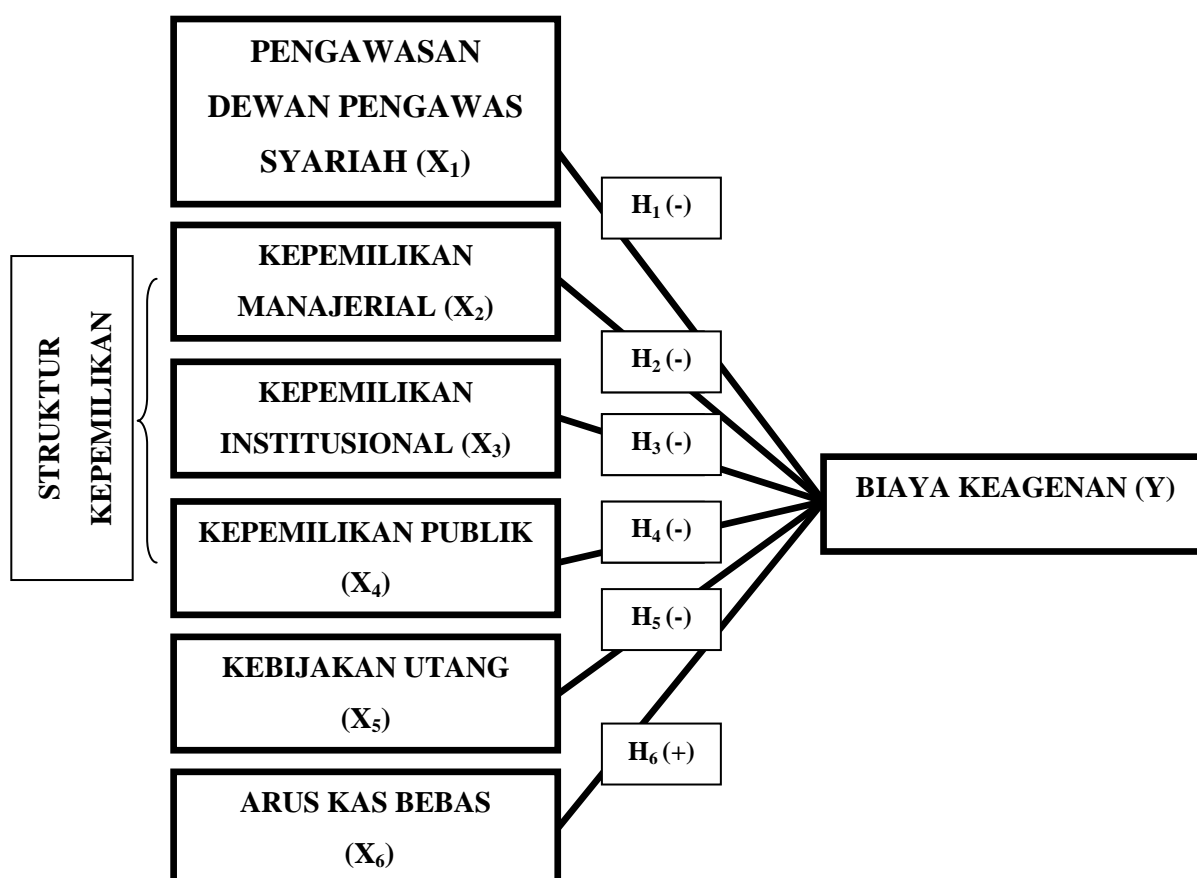 PENGAWASAN
DEWAN PENGAWAS
SYARIAH (X₁)
H₁ (-)
STRUKTUR
KEPEMILIKAN
KEPEMILIKAN
MANAJERIAL (X₂)
H₂ (-)
KEPEMILIKAN
INSTITUSIONAL (X₃)
H₃ (-)
BIAYA KEAGENAN (Y)
KEPEMILIKAN PUBLIK
(X₄)
H₄ (-)
KEBIJAKAN UTANG
(X₅)
H₅ (-)
ARUS KAS BEBAS
(X₆)
H₆ (+)